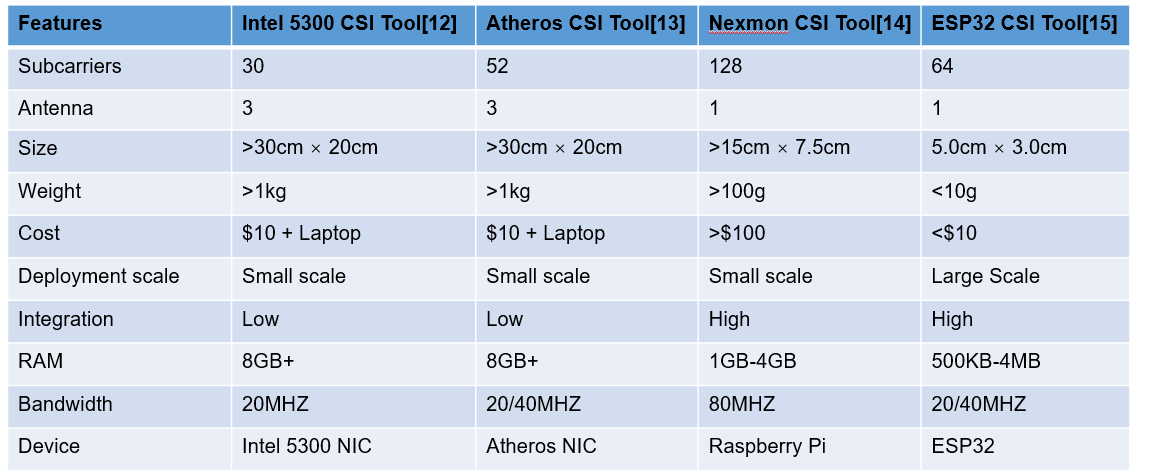 Features Intel 5300 CSI Tool[12] Atheros CSI Tool[13] Nexmon CSI Tool[14] ESP32 CSI Tool[15]
Subcarriers 30 52 128 64
Antenna 3 3 1 1
Size >30cm × 20cm >30cm × 20cm >15cm × 7.5cm 5.0cm × 3.0cm
Weight >1kg >1kg >100g <10g
Cost $10 + Laptop $10 + Laptop >$100 <$10
Deployment scale Small scale Small scale Small scale Large Scale
Integration Low Low High High
RAM 8GB+ 8GB+ 1GB-4GB 500KB-4MB
Bandwidth 20MHZ 20/40MHZ 80MHZ 20/40MHZ
Device Intel 5300 NIC Atheros NIC Raspberry Pi ESP32